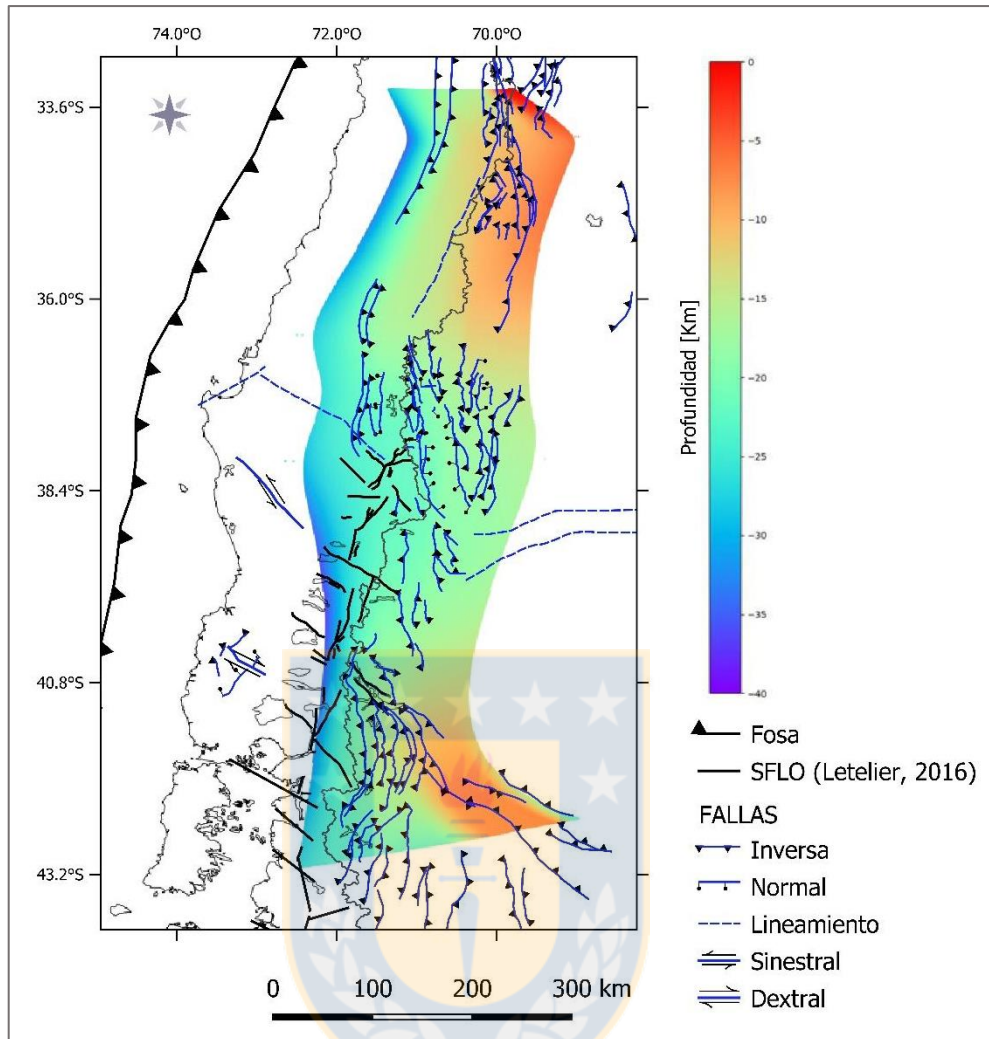 74.0°O 72.0°O 70.0°O
33.6°S
36.0°S
38.4°S
40.8°S
43.2°S
0
−5
−10
−15
−20
−25
−30
−35
−40
Profundidad [Km]
Fosa
SFLO (Letelier, 2016)
FALLAS
Inversa
Normal
Lineamiento
Sinestral
Dextral
0 100 200 300 km